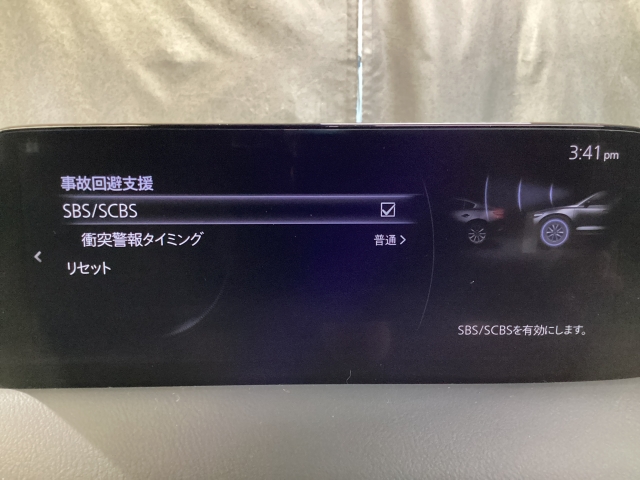 3:41 pm
事故回避支援
SBS/SCBS
衝突警報タイミング 普通
リセット
SBS/SCBSを有効にします。